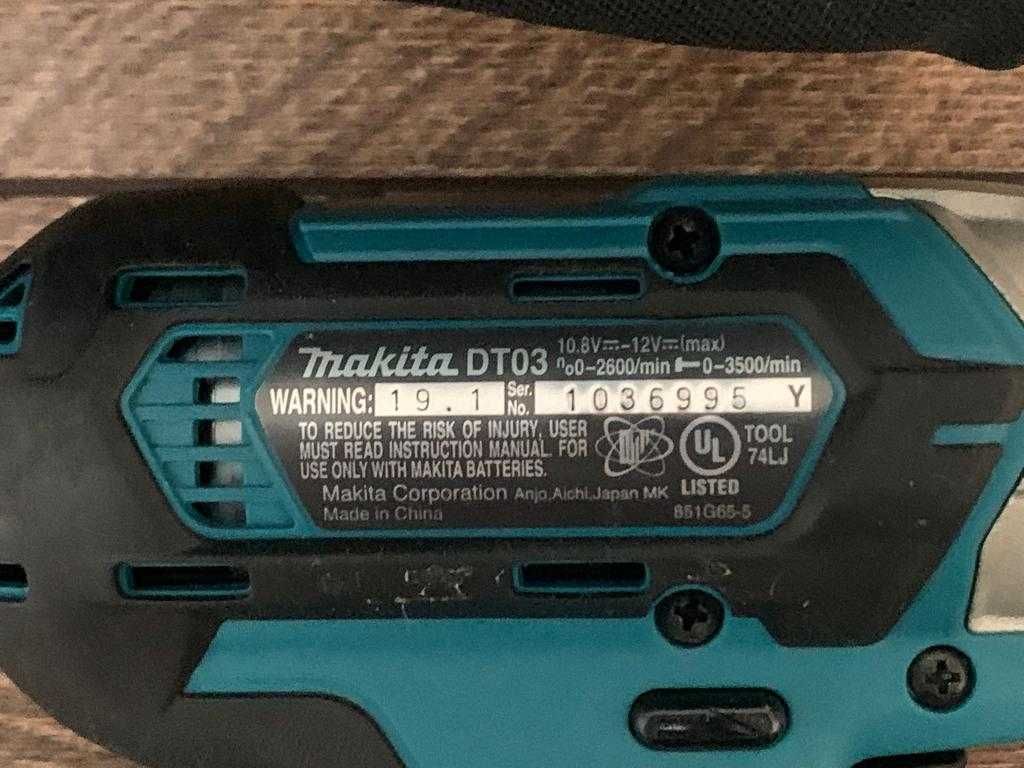 makita DT03 10.8V⎓-12V⎓(max)
n₀0-2600/min 0-3500/min
WARNING: 19.1 Ser. No. 1036995 Y
TO REDUCE THE RISK OF INJURY, USER
MUST READ INSTRUCTION MANUAL. FOR
USE ONLY WITH MAKITA BATTERIES.
UL
LISTED
TOOL
74LJ
Makita Corporation Anjo,Aichi,Japan MK
Made in China
851G65-5